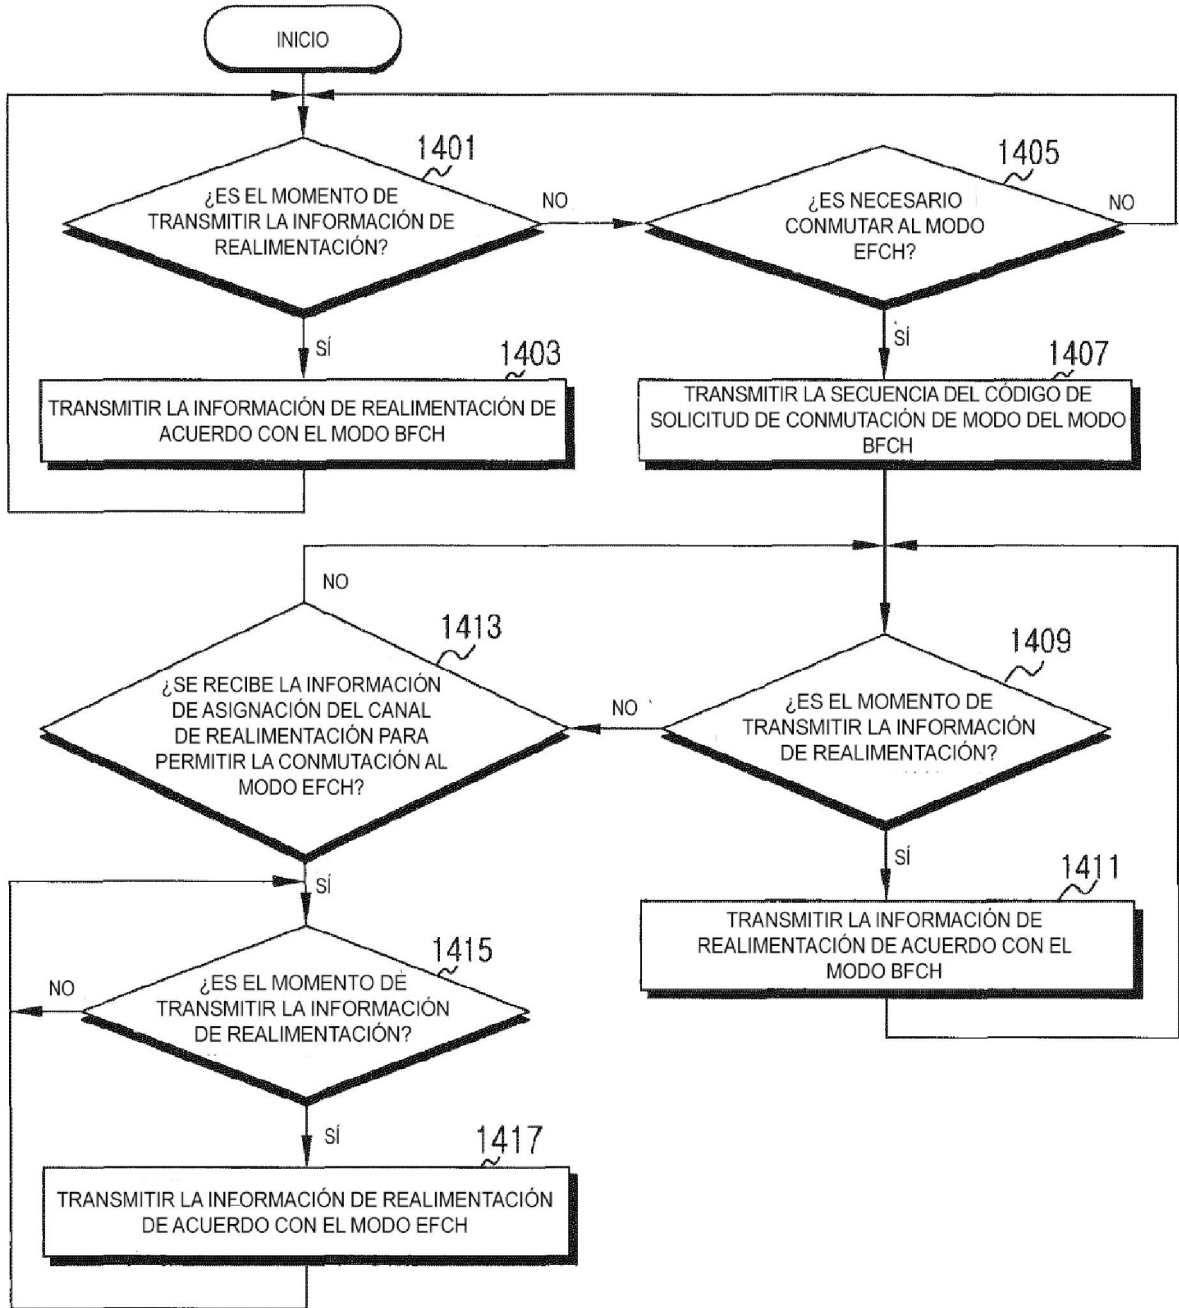 INICIO
1401
¿ES EL MOMENTO DE
TRANSMITIR LA INFORMACIÓN DE
REALIMENTACIÓN?
NO
SÍ
1405
¿ES NECESARIO
CONMUTAR AL MODO
EFCH?
NO
SÍ
1403
TRANSMITIR LA INFORMACIÓN DE REALIMENTACIÓN DE
ACUERDO CON EL MODO BFCH
1407
TRANSMITIR LA SECUENCIA DEL CÓDIGO DE
SOLICITUD DE CONMUTACIÓN DE MODO DEL MODO
BFCH
NO
1413
¿SE RECIBE LA INFORMACIÓN
DE ASIGNACIÓN DEL CANAL
DE REALIMENTACIÓN PARA
PERMITIR LA CONMUTACIÓN AL
MODO EFCH?
SÍ
1409
¿ES EL MOMENTO DE
TRANSMITIR LA INFORMACIÓN
DE REALIMENTACIÓN?
NO
SÍ
1411
TRANSMITIR LA INFORMACIÓN DE
REALIMENTACIÓN DE ACUERDO CON EL
MODO BFCH
1415
¿ES EL MOMENTO DE
TRANSMITIR LA INFORMACIÓN
DE REALIMENTACIÓN?
NO
SÍ
1417
TRANSMITIR LA INFORMACIÓN DE REALIMENTACIÓN
DE ACUERDO CON EL MODO EFCH